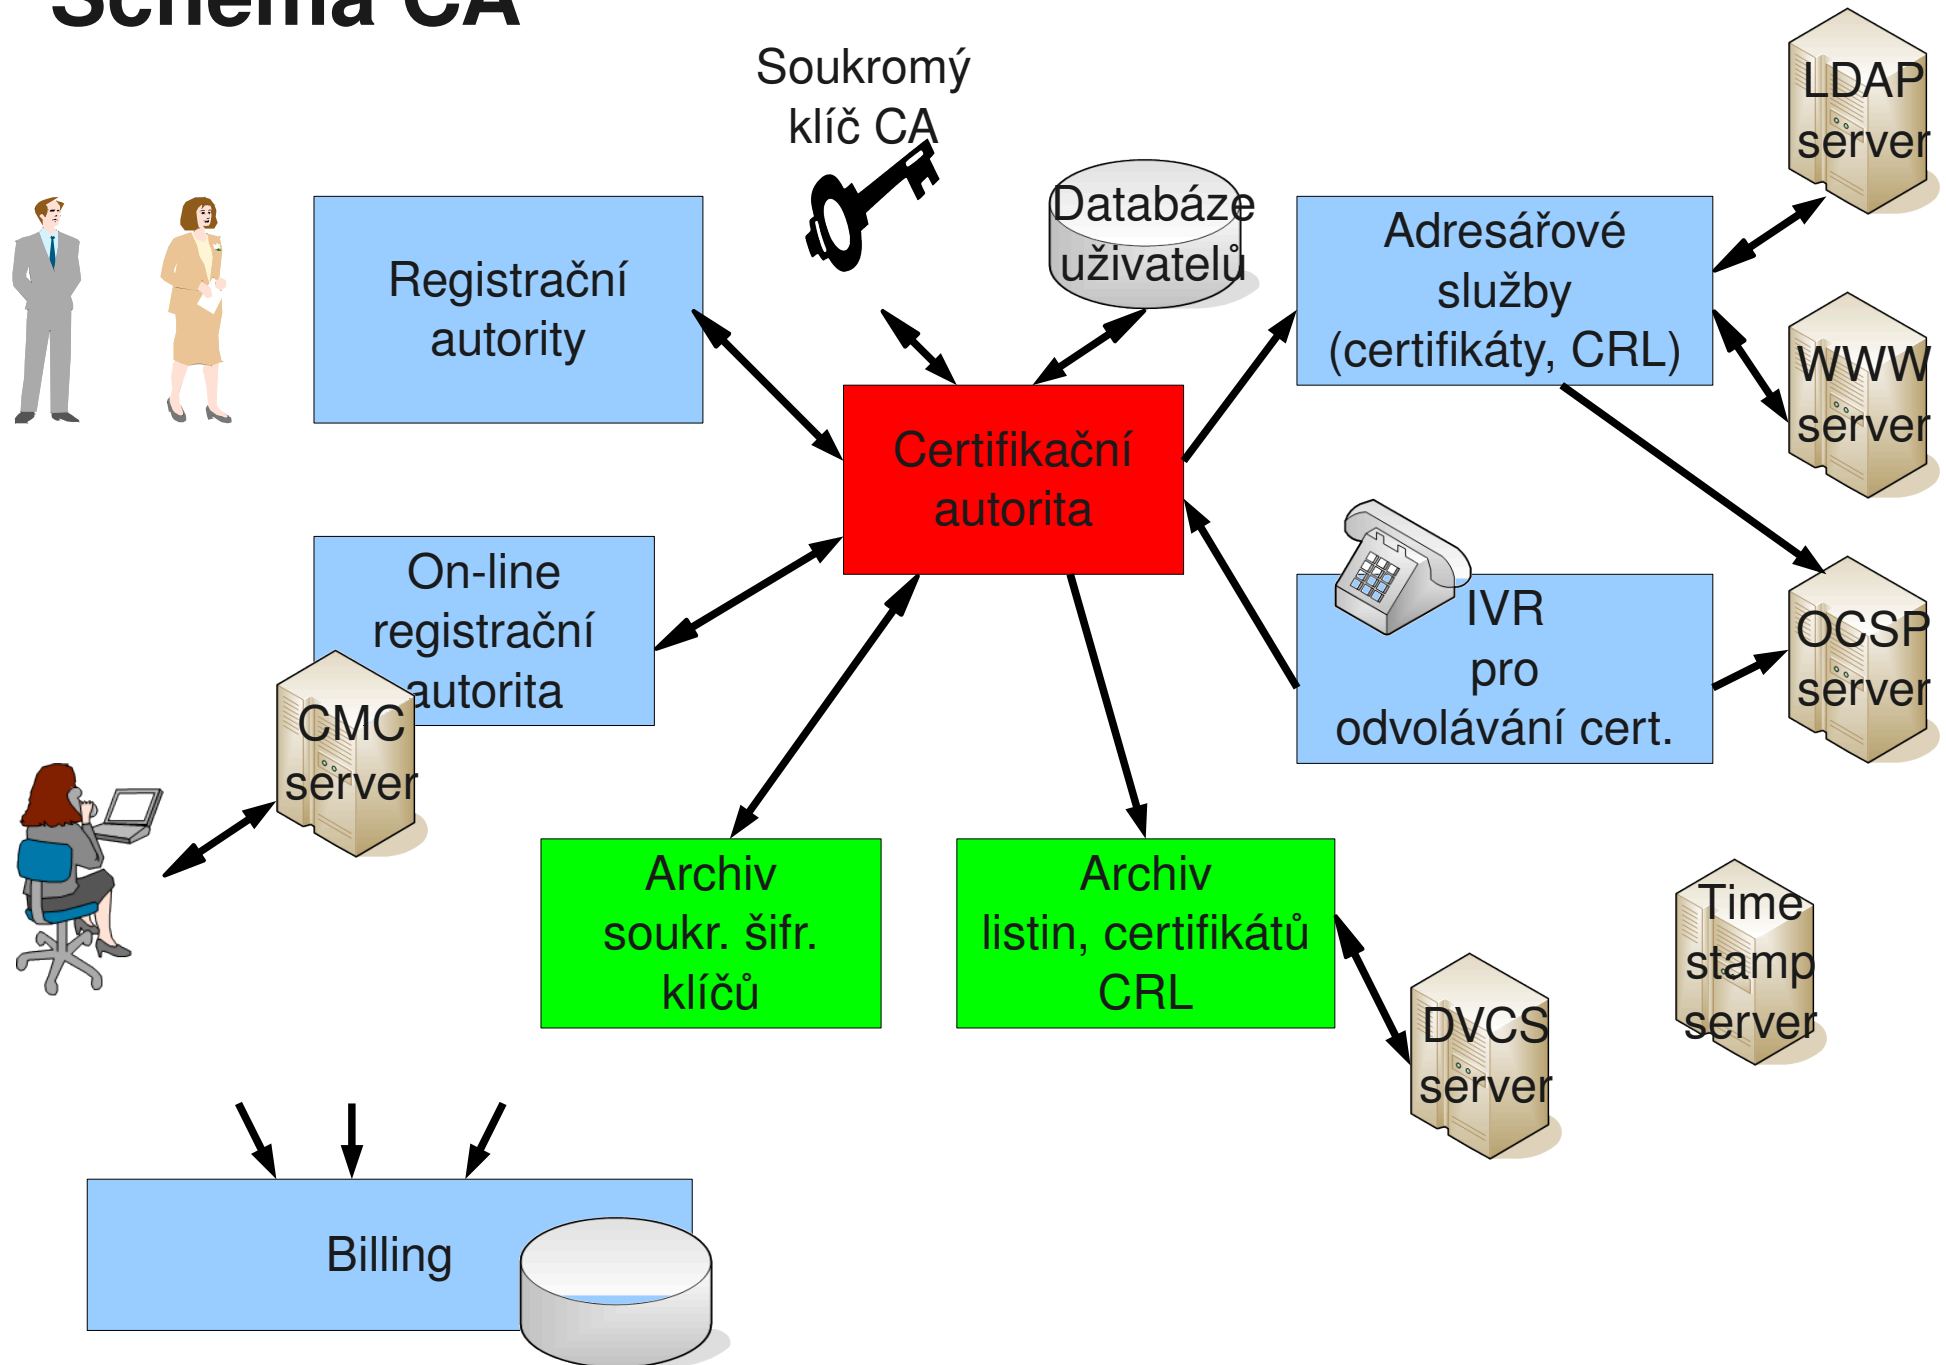 Schéma CA
Soukromý
klíč CA
LDAP
server
Databáze
uživatelů
Registrační
autority
Adresářové
služby
(certifikáty, CRL)
WWW
server
Certifikační
autorita
On-line
registrační
autorita
CMC
server
IVR
pro
odvolávání cert.
OCSP
server
Archiv
soukr. šifr.
klíčů
Archiv
listin, certifikátů
CRL
Time
stamp
server
DVCS
server
Billing